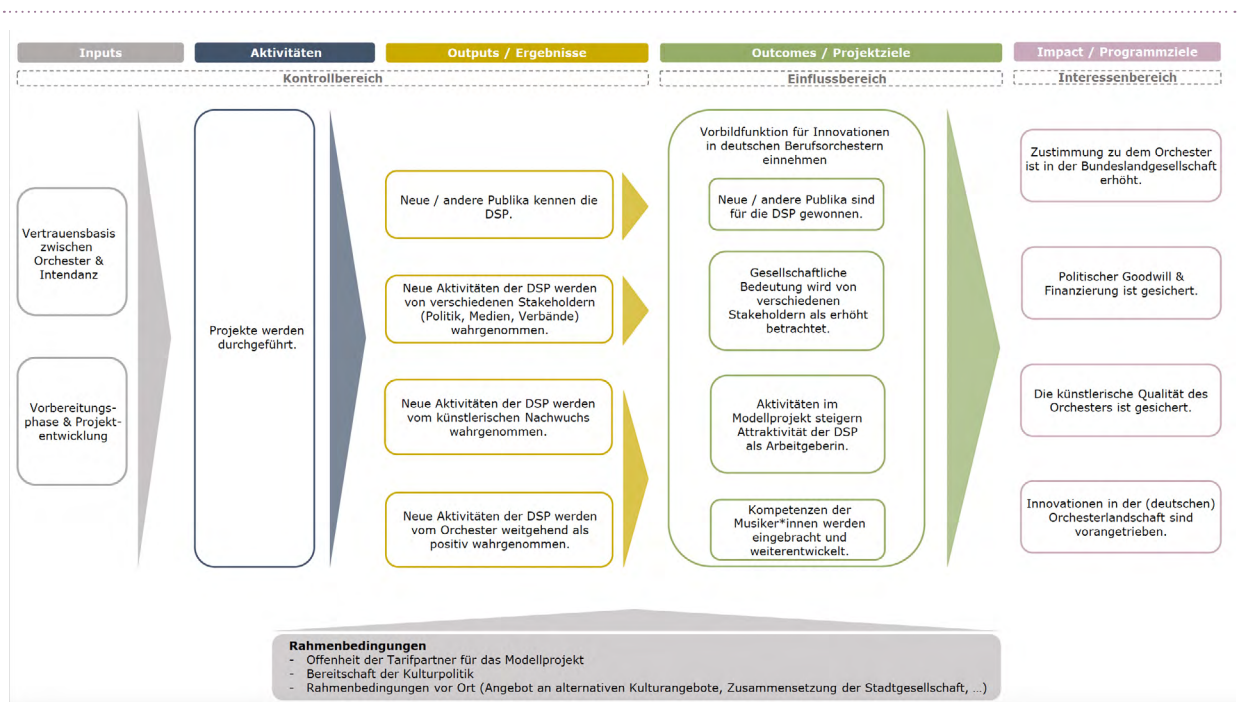 Inputs
Aktivitäten
Outputs / Ergebnisse
Outcomes / Projektziele
Impact / Programmziele
Kontrollbereich
Einflussbereich
Interessenbereich
Vertrauensbasis
zwischen
Orchester &
Intendanz
Vorbereitungs-
phase & Projekt-
entwicklung
Projekte werden
durchgeführt.
Neue / andere Publika kennen die
DSP.
Neue Aktivitäten der DSP werden
von verschiedenen Stakeholdern
(Politik, Medien, Verbände)
wahrgenommen.
Neue Aktivitäten der DSP werden
vom künstlerischen Nachwuchs
wahrgenommen.
Neue Aktivitäten der DSP werden
vom Orchester weitgehend als
positiv wahrgenommen.
Vorbildfunktion für Innovationen
in deutschen Berufsorchestern
einnehmen
Neue / andere Publika sind
für die DSP gewonnen.
Gesellschaftliche
Bedeutung wird von
verschiedenen
Stakeholdern als erhöht
betrachtet.
Aktivitäten im
Modellprojekt steigern
Attraktivität der DSP
als Arbeitgeberin.
Kompetenzen der
Musiker*innen werden
eingebracht und
weiterentwickelt.
Zustimmung zu dem Orchester
ist in der Bundeslandgesellschaft
erhöht.
Politischer Goodwill &
Finanzierung ist gesichert.
Die künstlerische Qualität des
Orchesters ist gesichert.
Innovationen in der (deutschen)
Orchesterlandschaft sind
vorangetrieben.
Rahmenbedingungen
- Offenheit der Tarifpartner für das Modellprojekt
- Bereitschaft der Kulturpolitik
- Rahmenbedingungen vor Ort (Angebot an alternativen Kulturangebote, Zusammensetzung der Stadtgesellschaft, …)